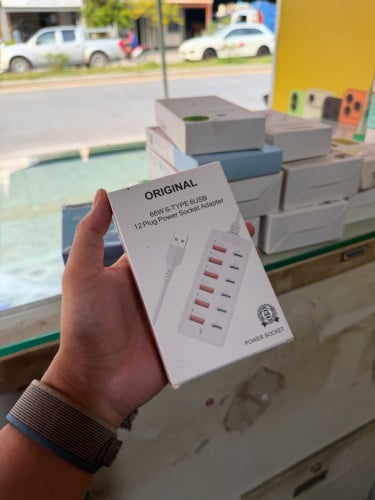 ORIGINAL
66W 6-TYPE 6USB
12 Plug Power Socket Adapter
POWER SOCKET